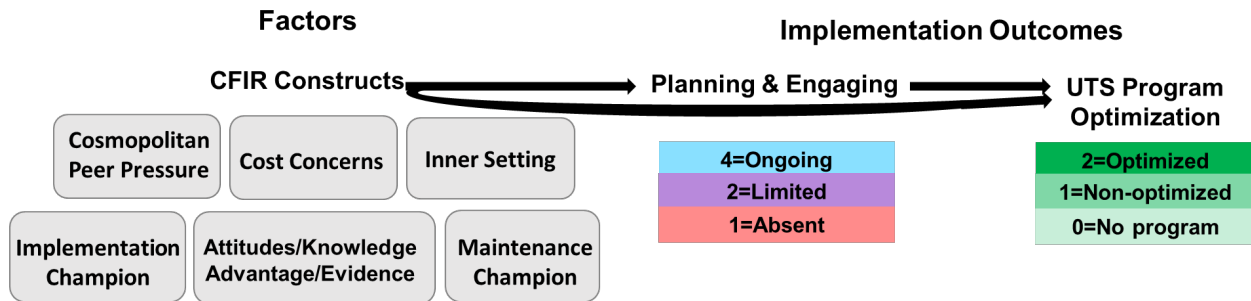 Factors
Implementation Outcomes
CFIR Constructs
Planning & Engaging
UTS Program
Optimization
Cosmopolitan
Peer Pressure
Cost Concerns
Inner Setting
Implementation
Champion
Attitudes/Knowledge
Advantage/Evidence
Maintenance
Champion
4=Ongoing
2=Limited
1=Absent
2=Optimized
1=Non-optimized
0=No program